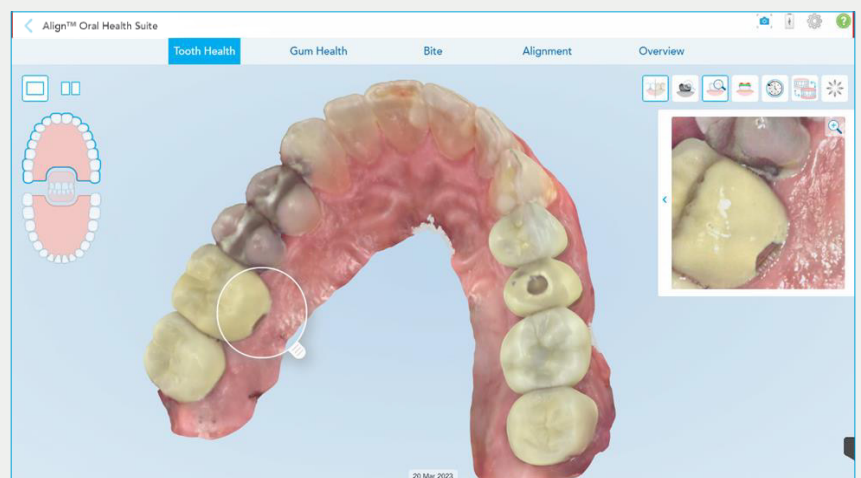 Align™ Oral Health Suite
?
Tooth Health
Gum Health
Bite
Alignment
Overview
20 Mar 2023